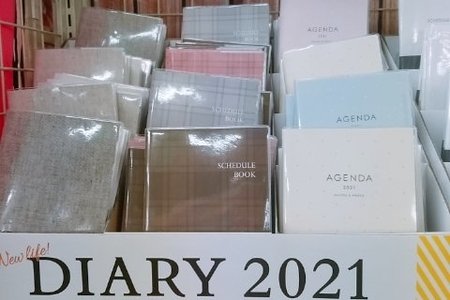 AGENDA
AGENDA
AGENDA
2021
SCHEDULE
BOOK
SCHEDULE
BOOK
New life!
DIARY 2021